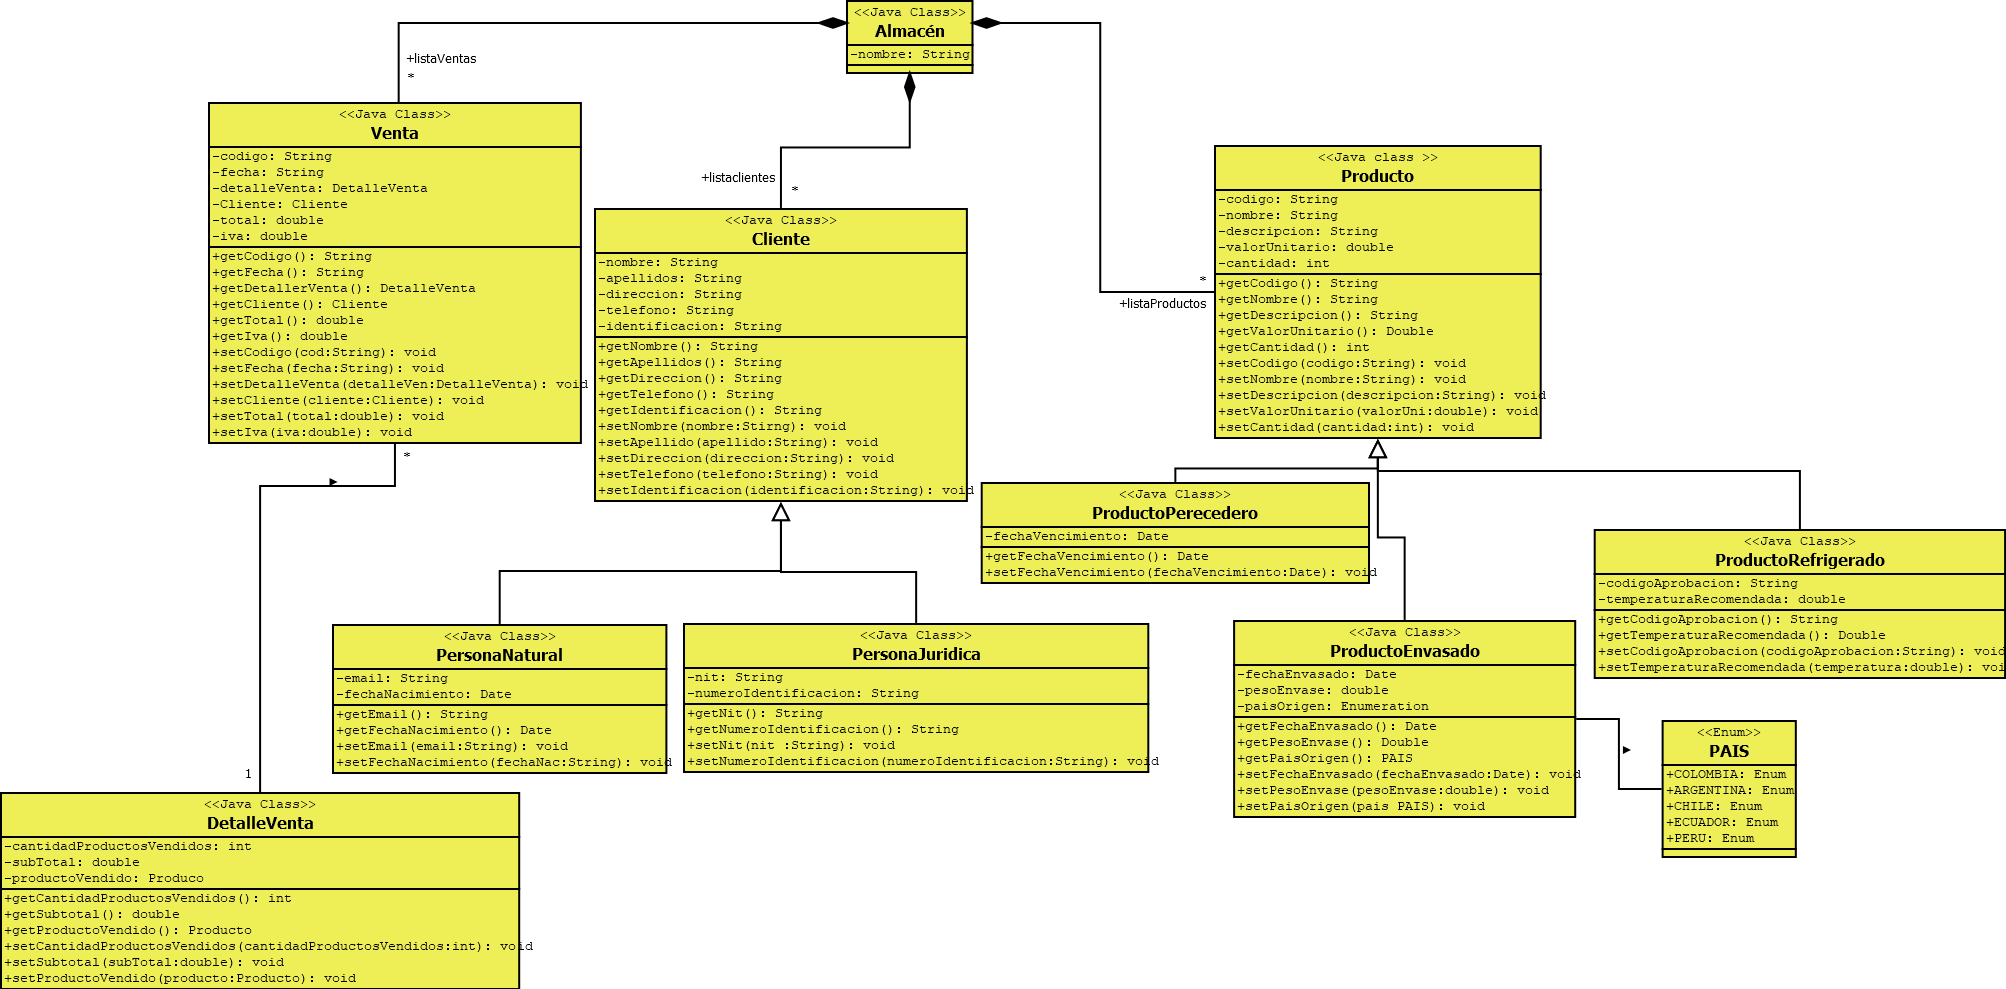 <<Java Class>>
Almacén
-nombre: String
+listaVentas
*
<<Java Class>>
Venta
-codigo: String
-fecha: String
-detalleVenta: DetalleVenta
-Cliente: Cliente
-total: double
-iva: double
+getCodigo(): String
+getFecha(): String
+getDetallerVenta(): DetalleVenta
+getCliente(): Cliente
+getTotal(): double
+getIva(): double
+setCodigo(cod:String): void
+setFecha(fecha:String): void
+setDetalleVenta(detalleVen:DetalleVenta): void
+setCliente(cliente:Cliente): void
+setTotal(total:double): void
+setIva(iva:double): void
*
+listaclientes
*
<<Java Class>>
Cliente
-nombre: String
-apellidos: String
-direccion: String
-telefono: String
-identificacion: String
+getNombre(): String
+getApellidos(): String
+getDireccion(): String
+getTelefono(): String
+getIdentificacion(): String
+setNombre(nombre:Stirng): void
+setApellido(apellido:String): void
+setDireccion(direccion:String): void
+setTelefono(telefono:String): void
+setIdentificacion(identificacion:String): void
*
+listaProductos
<<Java class >>
Producto
-codigo: String
-nombre: String
-descripcion: String
-valorUnitario: double
-cantidad: int
+getCodigo(): String
+getNombre(): String
+getDescripcion(): String
+getValorUnitario(): Double
+getCantidad(): int
+setCodigo(codigo:String): void
+setNombre(nombre:String): void
+setDescripcion(descripcion:String): void
+setValorUnitario(valorUni:double): void
+setCantidad(cantidad:int): void
<<Java Class>>
ProductoPerecedero
-fechaVencimiento: Date
+getFechaVencimiento(): Date
+setFechaVencimiento(fechaVencimiento:Date): void
<<Java Class>>
ProductoRefrigerado
-codigoAprobacion: String
-temperaturaRecomendada: double
+getCodigoAprobacion(): String
+getTemperaturaRecomendada(): Double
+setCodigoAprobacion(codigoAprobacion:String): void
+setTemperaturaRecomendada(temperatura:double): voi
<<Java Class>>
PersonaNatural
-email: String
-fechaNacimiento: Date
+getEmail(): String
+getFechaNacimiento(): Date
+setEmail(email:String): void
+setFechaNacimiento(fechaNac:String): void
<<Java Class>>
PersonaJuridica
-nit: String
-numeroIdentificacion: String
+getNit(): String
+getNumeroIdentificacion(): String
+setNit(nit :String): void
+setNumeroIdentificacion(numeroIdentificacion:String): void
<<Java Class>>
ProductoEnvasado
-fechaEnvasado: Date
-pesoEnvase: double
-paisOrigen: Enumeration
+getFechaEnvasado(): Date
+getPesoEnvase(): Double
+getPaisOrigen(): PAIS
+setFechaEnvasado(fechaEnvasado:Date): void
+setPesoEnvase(pesoEnvase:double): void
+setPaisOrigen(pais PAIS): void
<<Enum>>
PAIS
+COLOMBIA: Enum
+ARGENTINA: Enum
+CHILE: Enum
+ECUADOR: Enum
+PERU: Enum
1
<<Java Class>>
DetalleVenta
-cantidadProductosVendidos: int
-subTotal: double
-productoVendido: Produco
+getCantidadProductosVendidos(): int
+getSubtotal(): double
+getProductoVendido(): Producto
+setCantidadProductosVendidos(cantidadProductosVendidos:int): void
+setSubtotal(subTotal:double): void
+setProductoVendido(producto:Producto): void